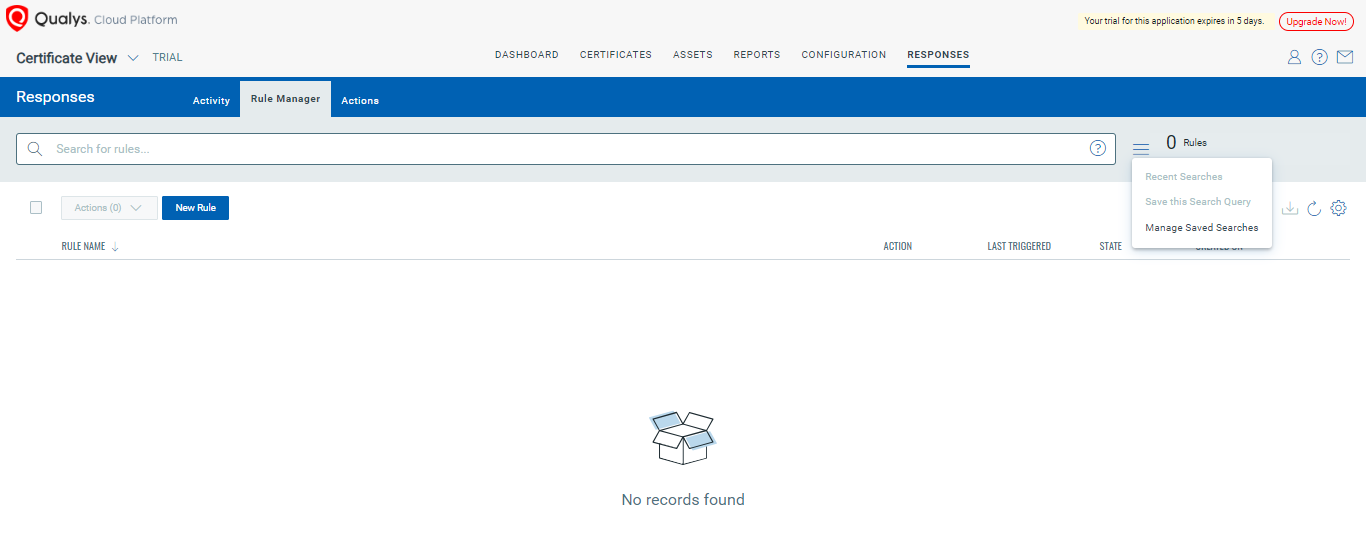 Qualys. Cloud Platform
Your trial for this application expires in 5 days.
Upgrade Now!
Certificate View
TRIAL
DASHBOARD
CERTIFICATES
ASSETS
REPORTS
CONFIGURATION
RESPONSES
Responses
Activity
Rule Manager
Actions
Search for rules...
0 Rules
Recent Searches
Save this Search Query
Manage Saved Searches
Actions (0)
New Rule
RULE NAME
ACTION
LAST TRIGGERED
STATE
No records found